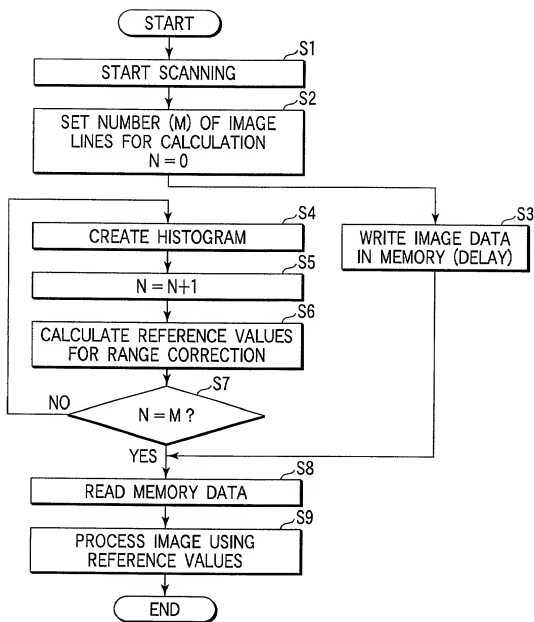 START
S1
START SCANNING
S2
SET NUMBER (M) OF IMAGE
LINES FOR CALCULATION
N=0
S4
CREATE HISTOGRAM
S3
WRITE IMAGE DATA
IN MEMORY (DELAY)
S5
N=N+1
S6
CALCULATE REFERENCE VALUES
FOR RANGE CORRECTION
S7
N=M?
NO
YES
S8
READ MEMORY DATA
S9
PROCESS IMAGE USING
REFERENCE VALUES
END